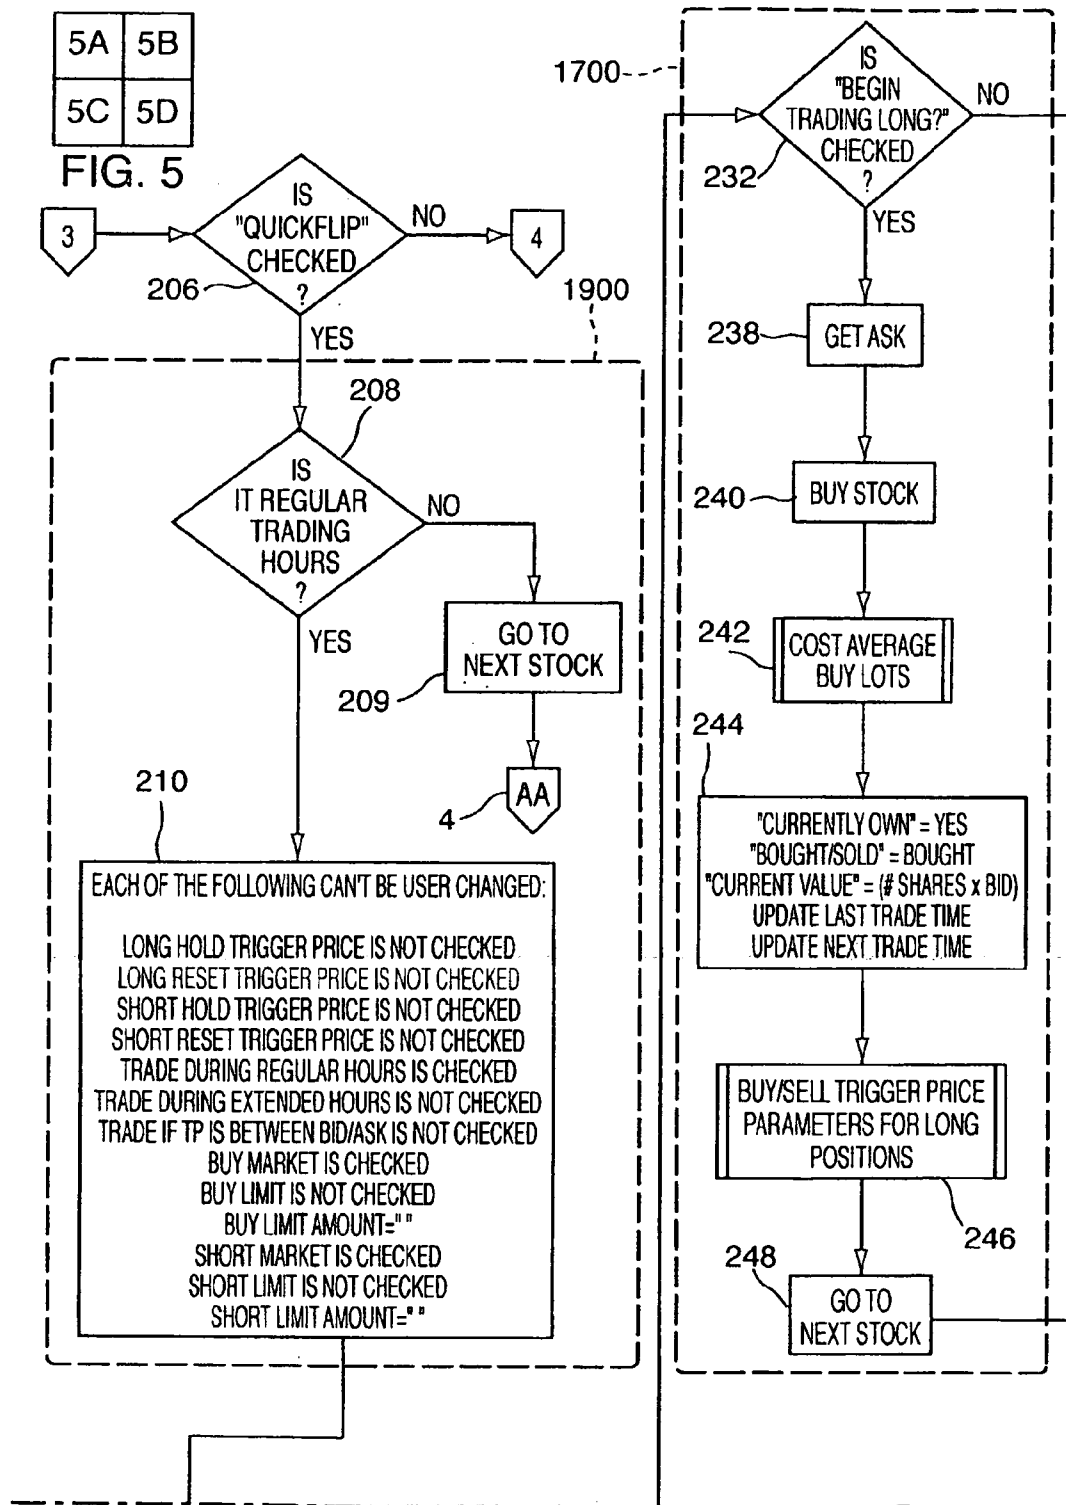 5A 5B
5C 5D
FIG. 5
3
IS
"QUICKFLIP"
CHECKED
?
206
NO
4
YES
1900
208
IS
IT REGULAR
TRADING
HOURS
?
NO
YES
GO TO
NEXT STOCK
209
AA
4
210
EACH OF THE FOLLOWING CAN'T BE USER CHANGED:
LONG HOLD TRIGGER PRICE IS NOT CHECKED
LONG RESET TRIGGER PRICE IS NOT CHECKED
SHORT HOLD TRIGGER PRICE IS NOT CHECKED
SHORT RESET TRIGGER PRICE IS NOT CHECKED
TRADE DURING REGULAR HOURS IS CHECKED
TRADE DURING EXTENDED HOURS IS NOT CHECKED
TRADE IF TP IS BETWEEN BID/ASK IS NOT CHECKED
BUY MARKET IS CHECKED
BUY LIMIT IS NOT CHECKED
BUY LIMIT AMOUNT=" "
SHORT MARKET IS CHECKED
SHORT LIMIT IS NOT CHECKED
SHORT LIMIT AMOUNT=" "
1700
IS
"BEGIN
TRADING LONG?"
CHECKED
?
232
NO
YES
238
GET ASK
240
BUY STOCK
242
COST AVERAGE
BUY LOTS
244
"CURRENTLY OWN" = YES
"BOUGHT/SOLD" = BOUGHT
"CURRENT VALUE" = (# SHARES x BID)
UPDATE LAST TRADE TIME
UPDATE NEXT TRADE TIME
BUY/SELL TRIGGER PRICE
PARAMETERS FOR LONG
POSITIONS
246
248
GO TO
NEXT STOCK